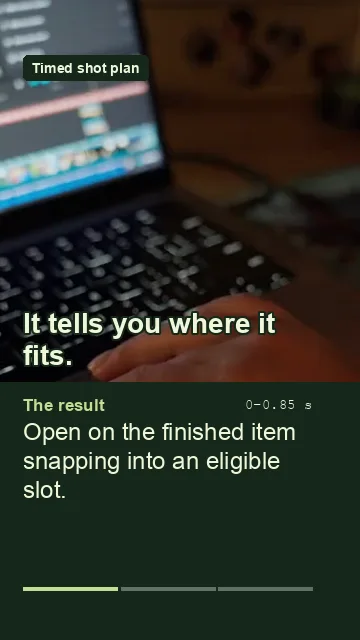 Timed shot plan
It tells you where it
fits.
The result
0–0.85 s
Open on the finished item
snapping into an eligible
slot.